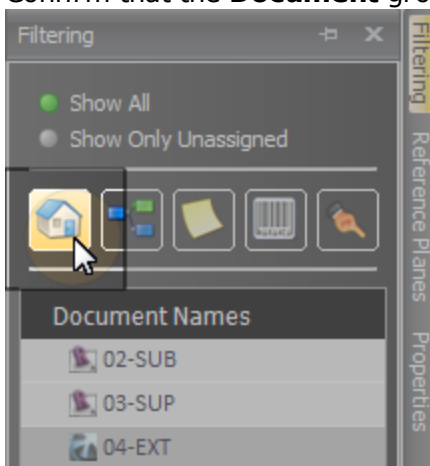 Confirm that the Document gro
Filtering
Show All
Show Only Unassigned
Document Names
02-SUB
03-SUP
04-EXT
Filtering
Reference Planes
Properties